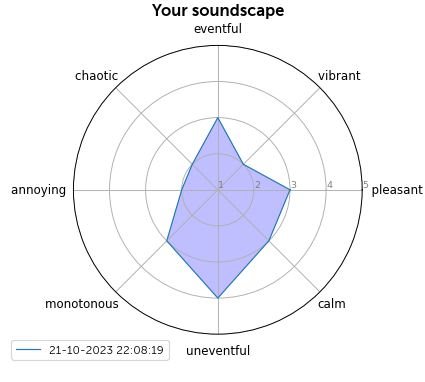 Your soundscape
eventful
chaotic
vibrant
annoying
1 2 3 4 5
pleasant
monotonous
calm
uneventful
21-10-2023 22:08:19